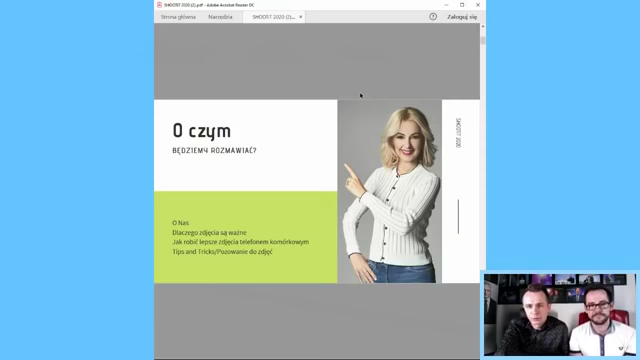 SHOOT!T 2020 (2).pdf - Adobe Acrobat Reader DC
Strona główna Narzędzia SHOOT!T 2020 (2)....
Zaloguj się
O czym
BĘDZIEMY ROZMAWIAĆ?
SHOOT!T 2020
O Nas
Dlaczego zdjęcia są ważne
Jak robić lepsze zdjęcia telefonem komórkowym
Tips and Tricks/Pozowanie do zdjęć